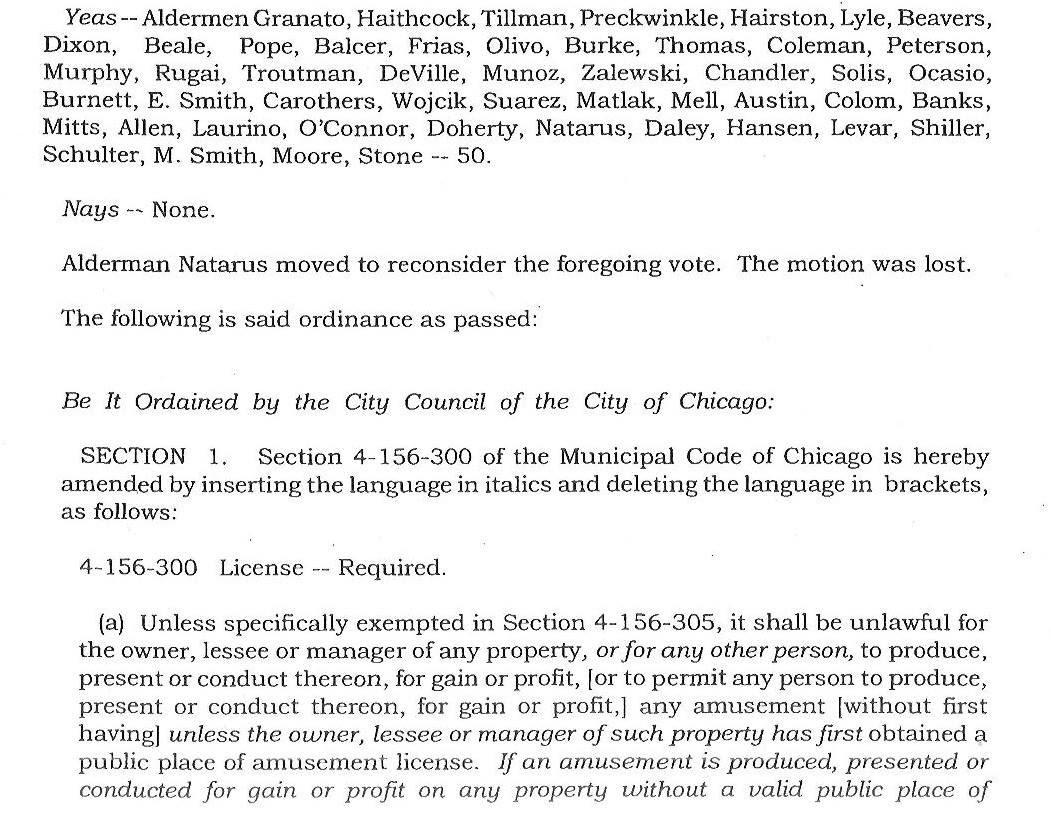 Yeas -- Aldermen Granato, Haithcock, Tillman, Preckwinkle, Hairston, Lyle, Beavers,
Dixon, Beale, Pope, Balcer, Frias, Olivo, Burke, Thomas, Coleman, Peterson,
Murphy, Rugai, Troutman, DeVille, Munoz, Zalewski, Chandler, Solis, Ocasio,
Burnett, E. Smith, Carothers, Wojcik, Suarez, Matlak, Mell, Austin, Colom, Banks,
Mitts, Allen, Laurino, O'Connor, Doherty, Natarus, Daley, Hansen, Levar, Shiller,
Schulter, M. Smith, Moore, Stone -- 50.
Nays -- None.
Alderman Natarus moved to reconsider the foregoing vote. The motion was lost.
The following is said ordinance as passed:
Be It Ordained by the City Council of the City of Chicago:
SECTION 1. Section 4-156-300 of the Municipal Code of Chicago is hereby
amended by inserting the language in italics and deleting the language in brackets,
as follows:
4-156-300 License -- Required.
(a) Unless specifically exempted in Section 4-156-305, it shall be unlawful for
the owner, lessee or manager of any property, or for any other person, to produce,
present or conduct thereon, for gain or profit, [or to permit any person to produce,
present or conduct thereon, for gain or profit,] any amusement [without first
having] unless the owner, lessee or manager of such property has first obtained a
public place of amusement license. If an amusement is produced, presented or
conducted for gain or profit on any property without a valid public place of